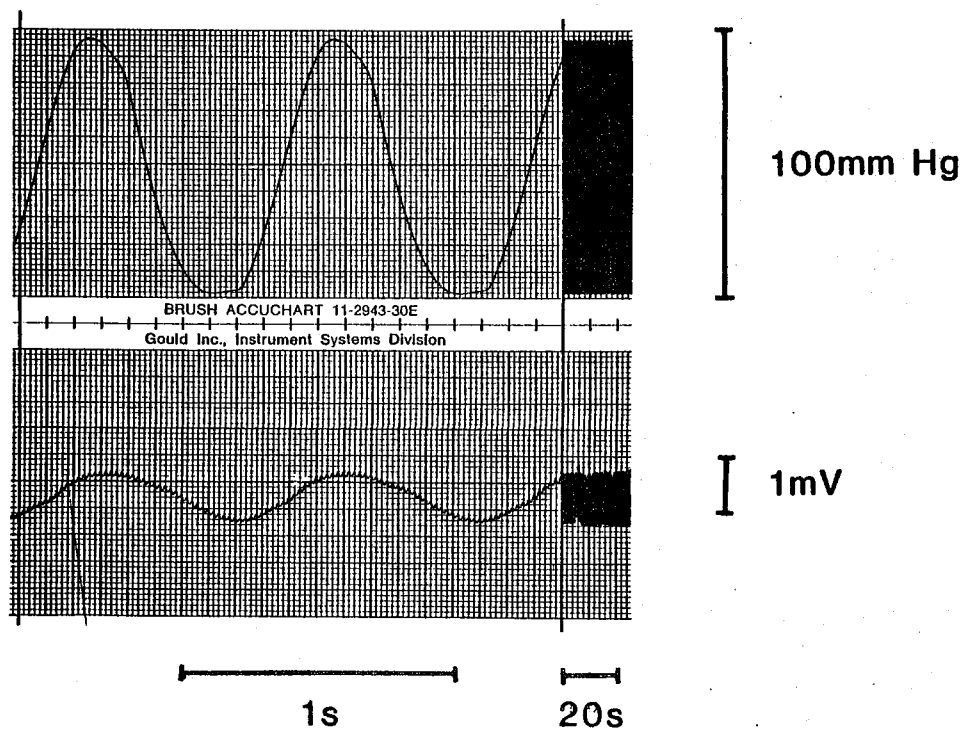 100mm Hg
BRUSH ACCUCHART 11-2943-30E
Gould Inc., Instrument Systems Division
1mV
1s
20s